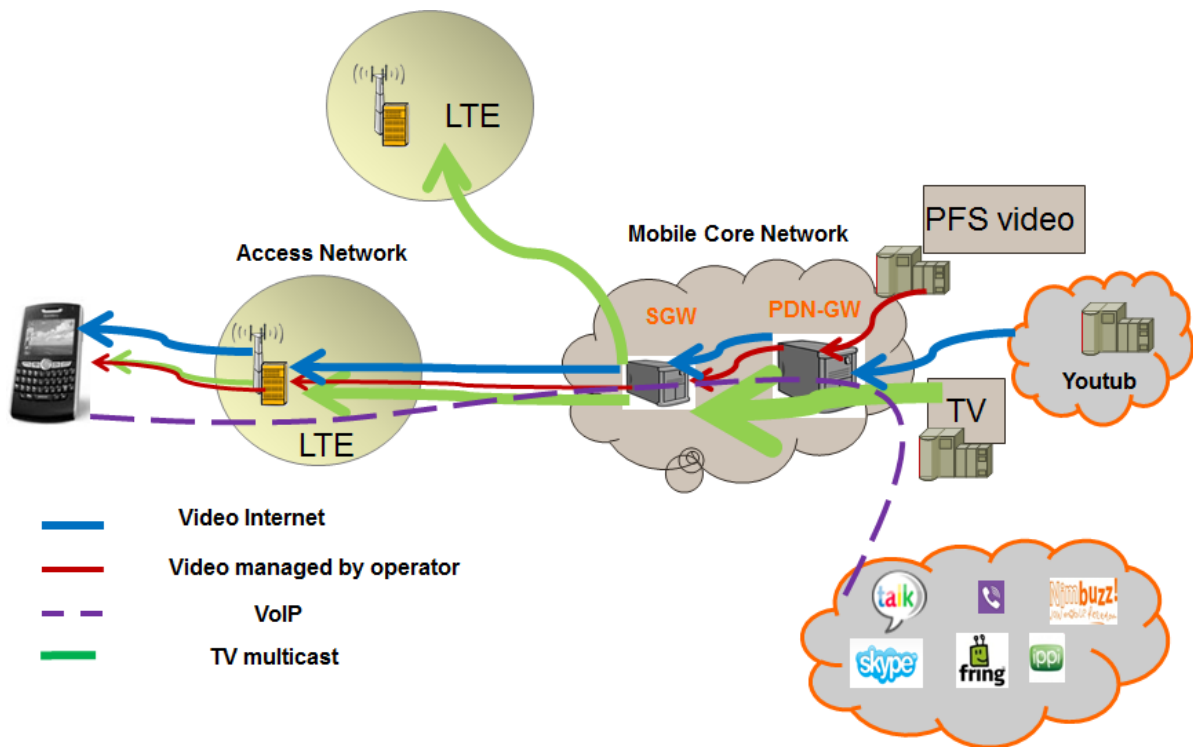 LTE
PFS video
Mobile Core Network
Access Network
SGW
PDN-GW
Youtub
TV
LTE
Video Internet
Video managed by operator
VoIP
TV multicast
talk
Nimbuzz!
skype
fring
ippi